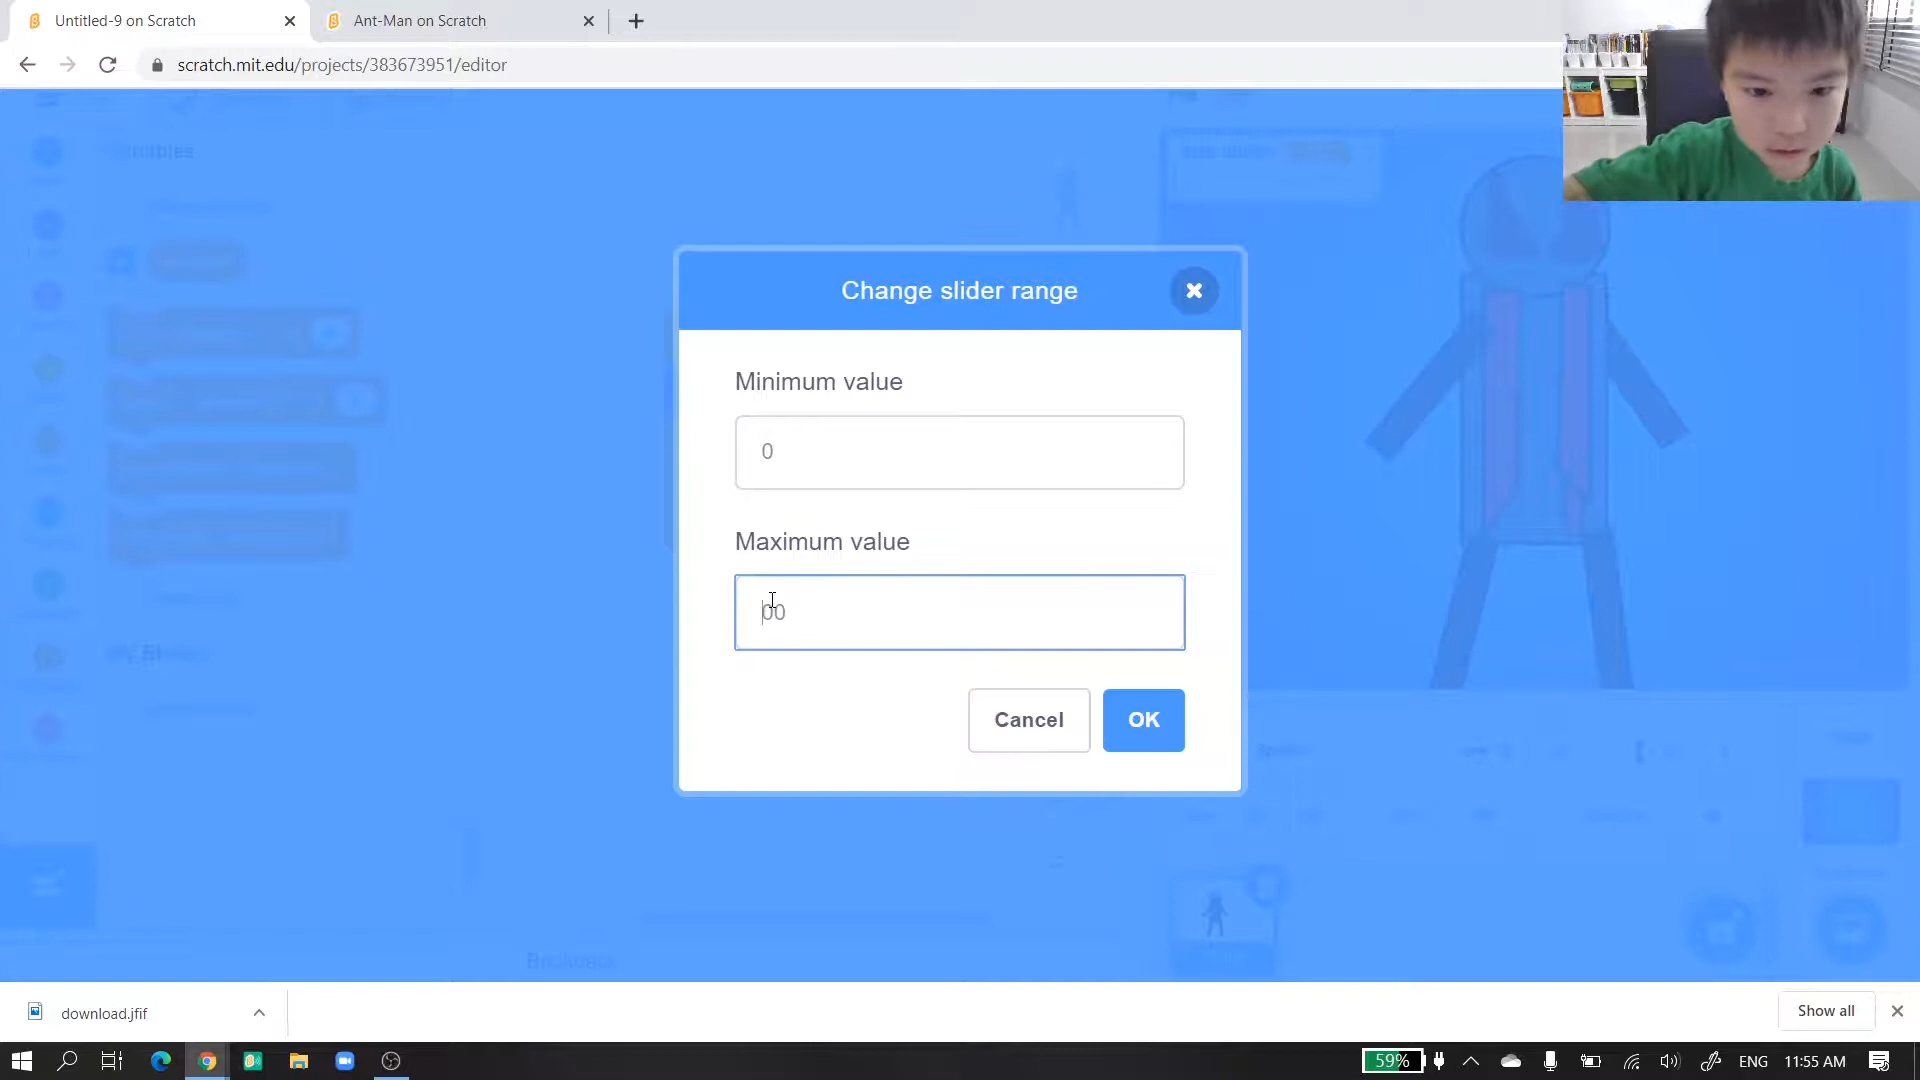 Untitled-9 on Scratch
Ant-Man on Scratch
scratch.mit.edu/projects/383673951/editor
Change slider range
Minimum value
0
Maximum value
00
Cancel
OK
Backpack
download.jfif
Show all
59%
ENG
11:55 AM